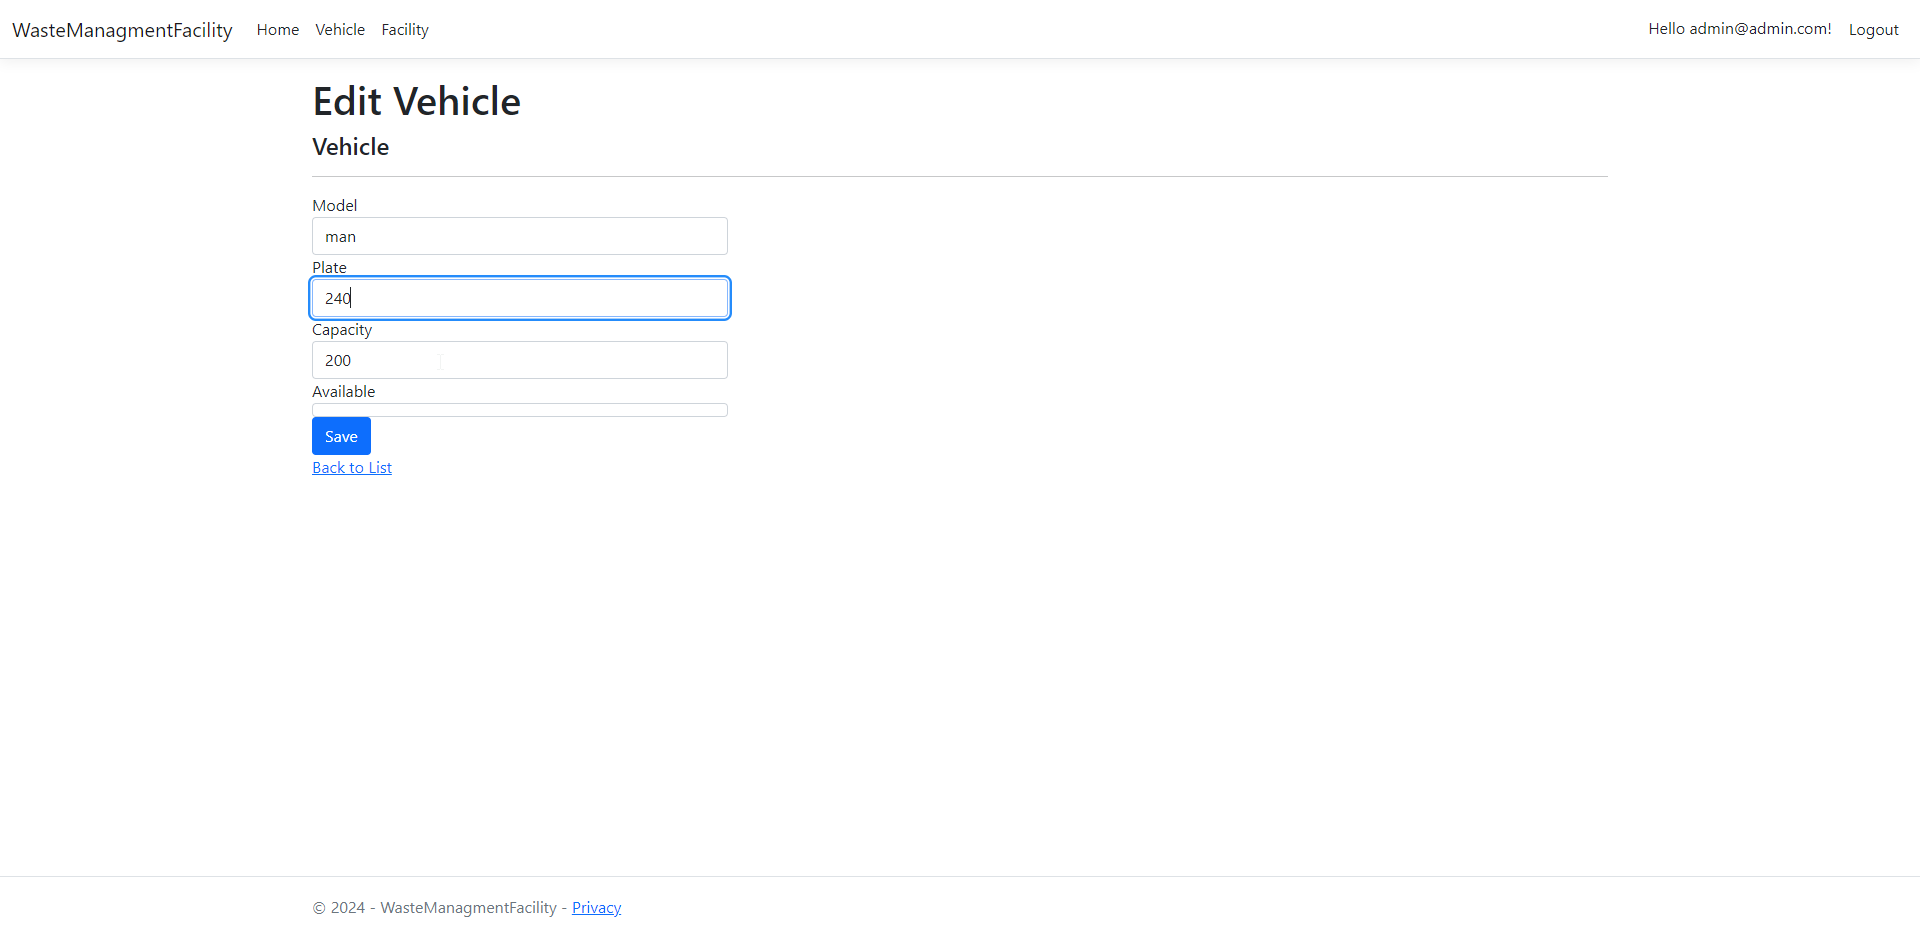 WasteManagmentFacility Home Vehicle Facility Hello admin@admin.com! Logout
Edit Vehicle
Vehicle
Model
man
Plate
240
Capacity
200
Available
Save
Back to List
© 2024 - WasteManagmentFacility - Privacy